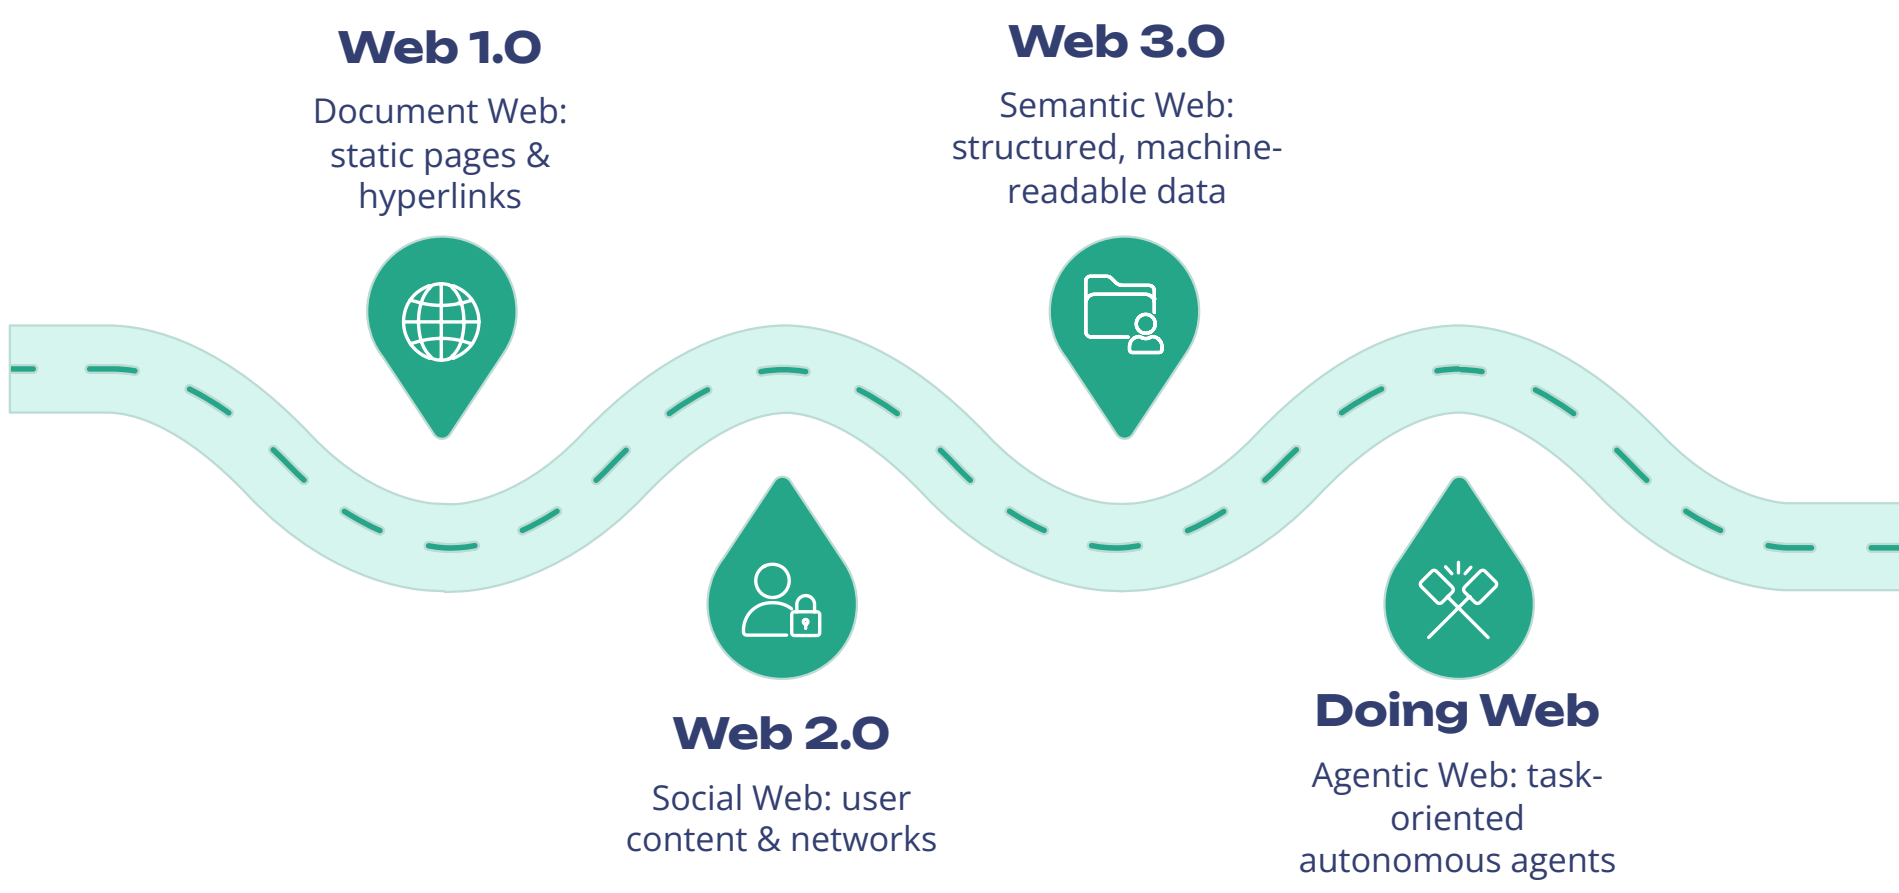 Web 1.0
Document Web:
static pages &
hyperlinks
Web 2.0
Social Web: user
content & networks
Web 3.0
Semantic Web:
structured, machine-
readable data
Doing Web
Agentic Web: task-
oriented
autonomous agents